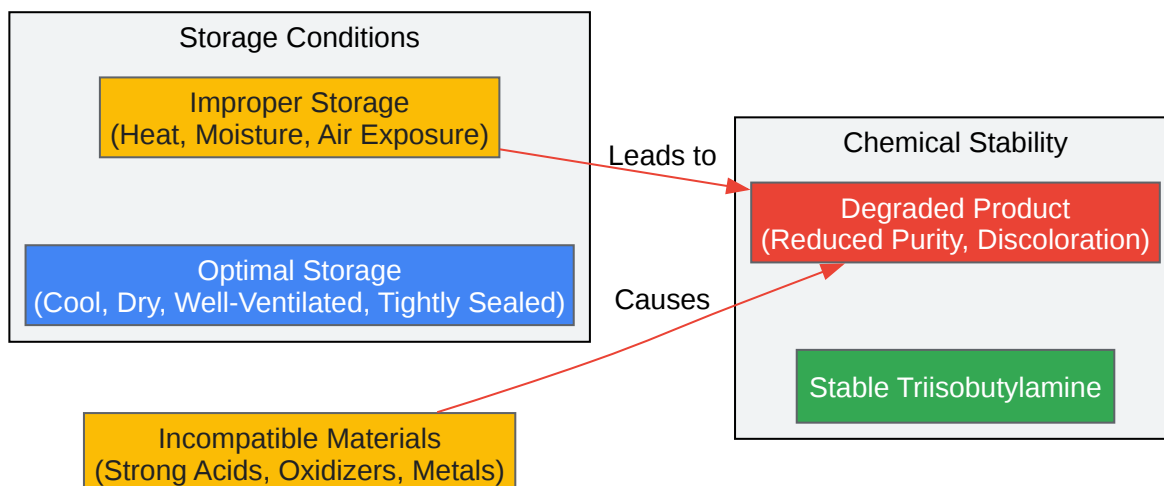 Storage Conditions
Improper Storage
(Heat, Moisture, Air Exposure)
Leads to
Chemical Stability
Degraded Product
(Reduced Purity, Discoloration)
Optimal Storage
(Cool, Dry, Well-Ventilated, Tightly Sealed)
Causes
Stable Triisobutylamine
Incompatible Materials
(Strong Acids, Oxidizers, Metals)